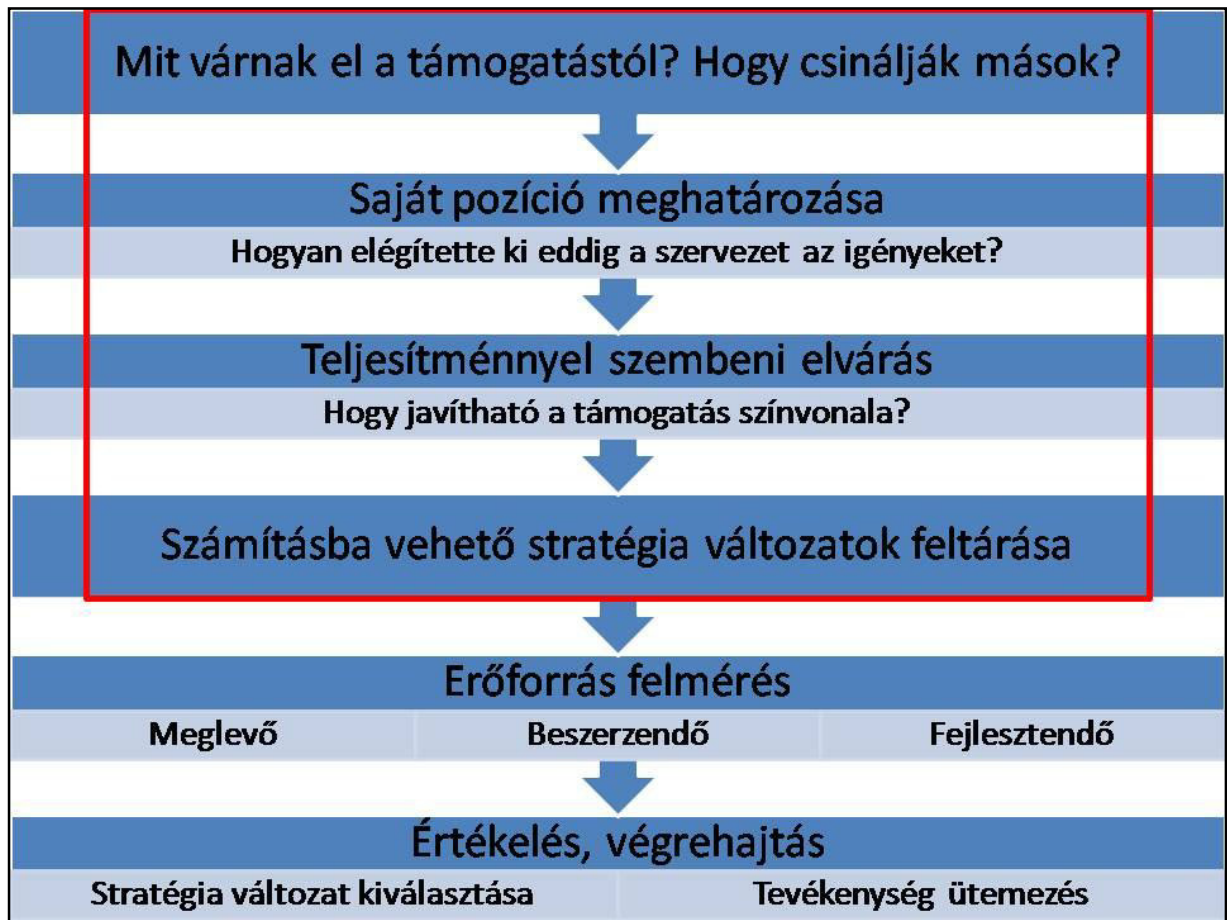 Mit várnak el a támogatástól? Hogy csinálják mások?
Saját pozíció meghatározása
Hogyan elégítette ki eddig a szervezet az igényeket?
Teljesítménnyel szembeni elvárás
Hogy javítható a támogatás színvonala?
Számításba vehető stratégia változatok feltárása
Erőforrás felmérés
Meglevő Beszerzendő Fejlesztendő
Értékelés, végrehajtás
Stratégia változat kiválasztása Tevékenység ütemezés